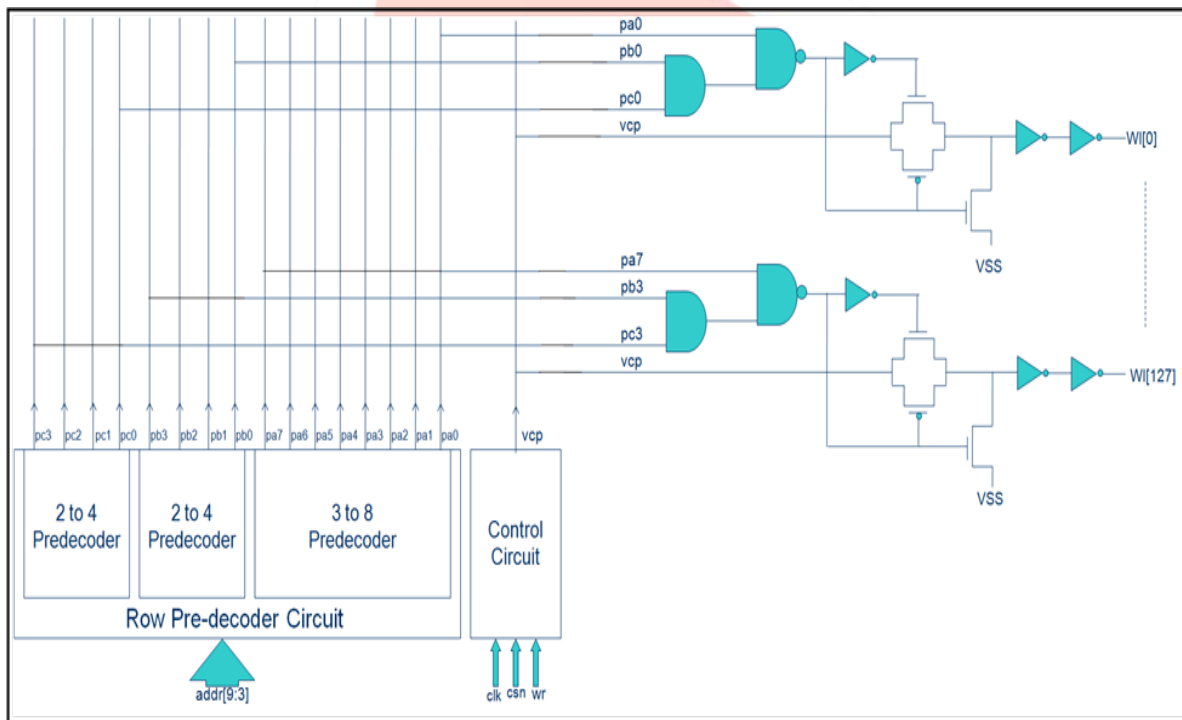 pa0
pb0
pc0
vcp
WI[0]
VSS
pa7
pb3
pc3
vcp
WI[127]
VSS
pc3 pc2 pc1 pc0 pb3 pb2 pb1 pb0 pa7 pa6 pa5 pa4 pa3 pa2 pa1 pa0 vcp
2 to 4
Predecoder
2 to 4
Predecoder
3 to 8
Predecoder
Control
Circuit
Row Pre-decoder Circuit
addr[9:3]
clk csn wr